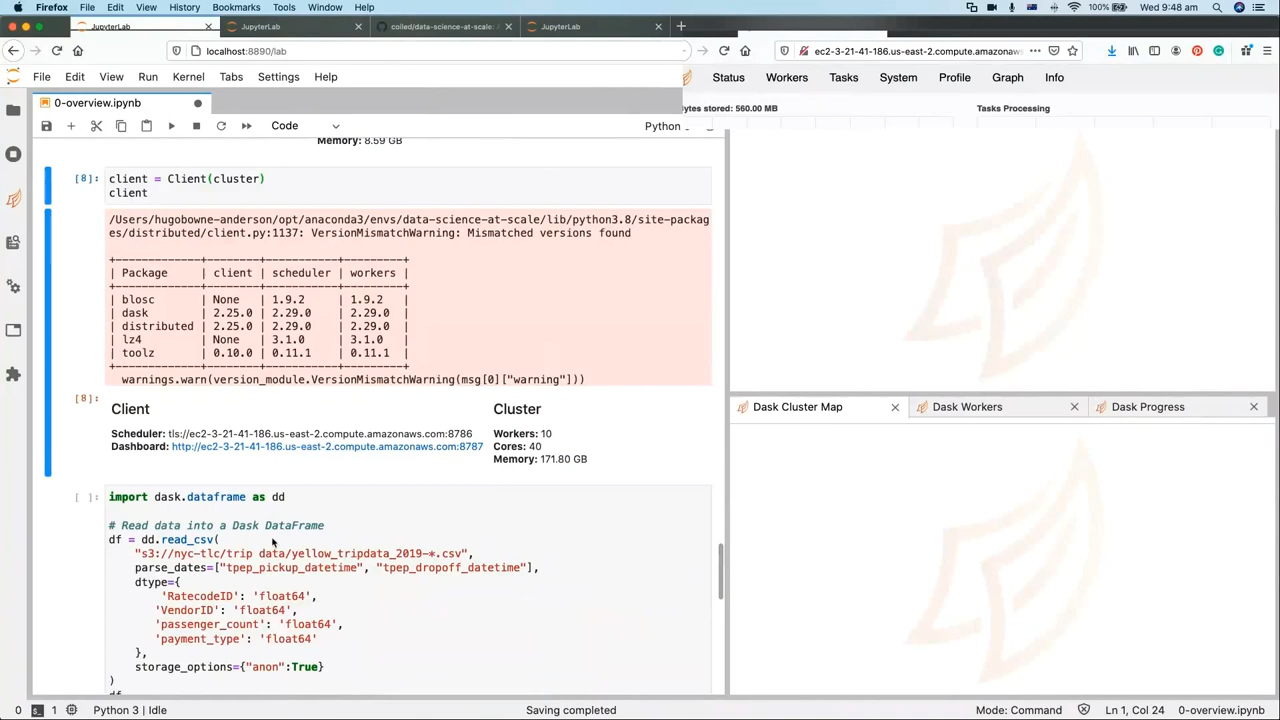 Firefox File Edit View History Bookmarks Tools Window Help 100% Wed 9:48 am
JupyterLab JupyterLab coiled/data-science-at-scale: JupyterLab
localhost:8890/lab
ec2-3-21-41-186.us-east-2.compute.amazonaws
File Edit View Run Kernel Tabs Settings Help
Status Workers Tasks System Profile Graph Info
0-overview.ipynb
ytes stored: 560.00 MB
Tasks Processing
Code
Python
Memory: 8.59 GB
[8]: client = Client(cluster)
client
/Users/hugobowne-anderson/opt/anaconda3/envs/data-science-at-scale/lib/python3.8/site-packag
es/distributed/client.py:1137: VersionMismatchWarning: Mismatched versions found
+-------------+--------+-----------+---------+
| Package | client | scheduler | workers |
+-------------+--------+-----------+---------+
| blosc | None | 1.9.2 | 1.9.2 |
| dask | 2.25.0 | 2.29.0 | 2.29.0 |
| distributed | 2.25.0 | 2.29.0 | 2.29.0 |
| lz4 | None | 3.1.0 | 3.1.0 |
| toolz | 0.10.0 | 0.11.1 | 0.11.1 |
+-------------+--------+-----------+---------+
warnings.warn(version_module.VersionMismatchWarning(msg[0]["warning"]))
[8]:
Client
Scheduler: tls://ec2-3-21-41-186.us-east-2.compute.amazonaws.com:8786
Dashboard: http://ec2-3-21-41-186.us-east-2.compute.amazonaws.com:8787
Cluster
Workers: 10
Cores: 40
Memory: 171.80 GB
Dask Cluster Map
Dask Workers
Dask Progress
[ ]: import dask.dataframe as dd
# Read data into a Dask DataFrame
df = dd.read_csv(
"s3://nyc-tlc/trip data/yellow_tripdata_2019-*.csv",
parse_dates=["tpep_pickup_datetime", "tpep_dropoff_datetime"],
dtype={
'RatecodeID': 'float64',
'VendorID': 'float64',
'passenger_count': 'float64',
'payment_type': 'float64'
},
storage_options={"anon":True}
)
df
0 1 Python 3 | Idle
Saving completed
Mode: Command Ln 1, Col 24 0-overview.ipynb